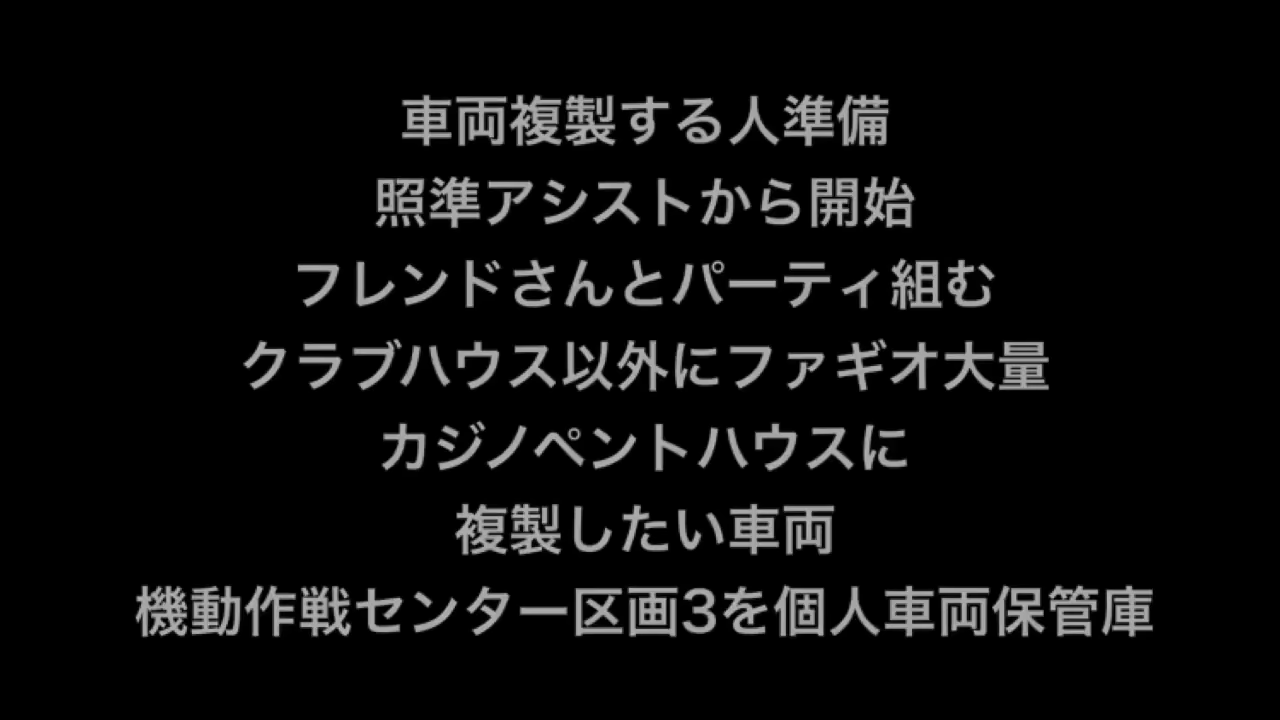 車両複製する人準備
照準アシストから開始
フレンドさんとパーティ組む
クラブハウス以外にファギオ大量
カジノペントハウスに
複製したい車両
機動作戦センター区画3を個人車両保管庫